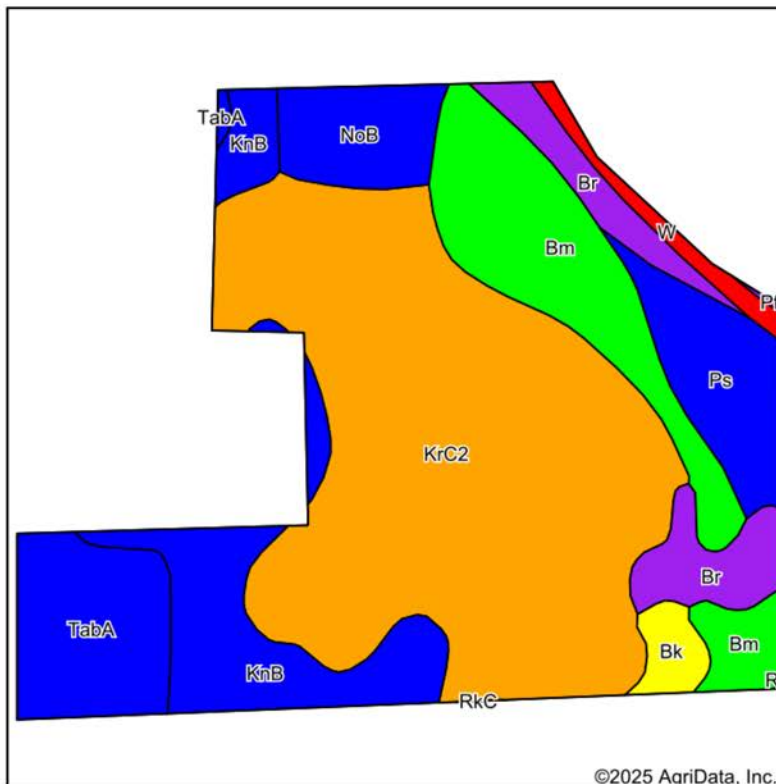 TabA
KnB
NoB
Br
W
Bm
Ps
KrC2
Br
TabA
KnB
Bk
Bm
RkC
©2025 AgriData, Inc.